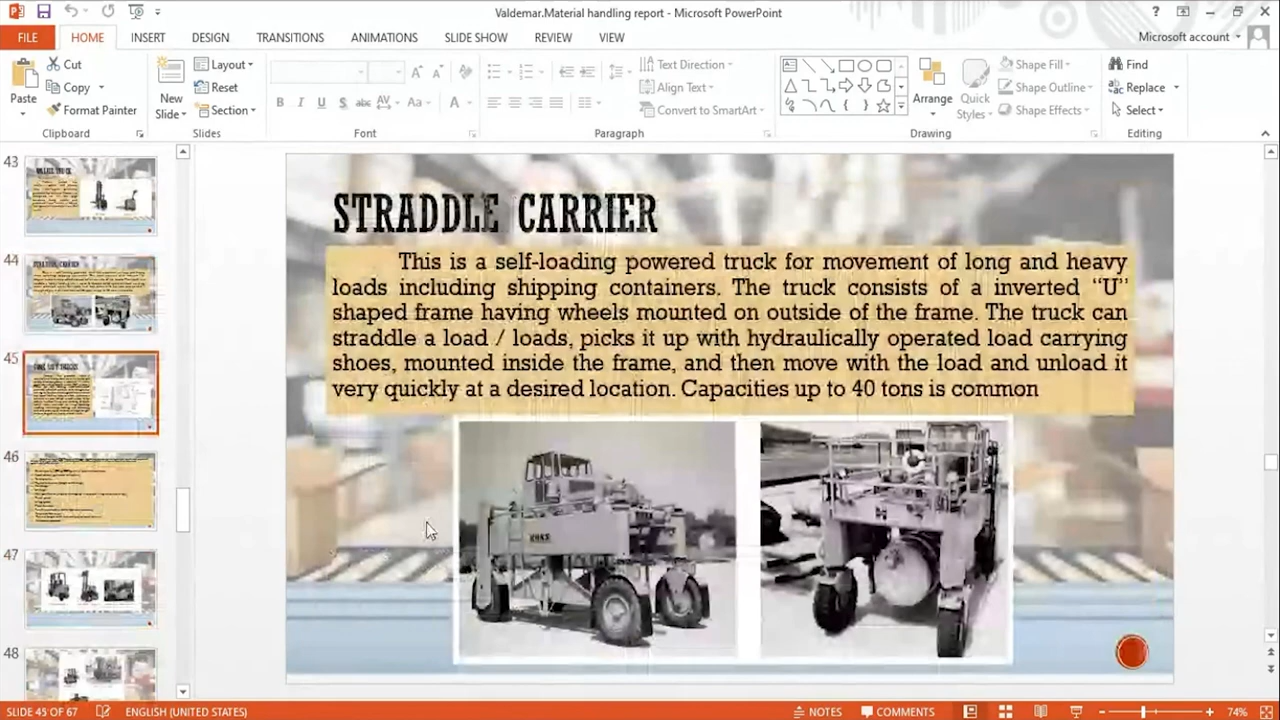 Valdemar.Material handling report - Microsoft PowerPoint
FILE HOME INSERT DESIGN TRANSITIONS ANIMATIONS SLIDE SHOW REVIEW VIEW
Microsoft account
Paste
Cut
Copy
Format Painter
Clipboard
New Slide
Layout
Reset
Section
Slides
Font
Text Direction
Align Text
Convert to SmartArt
Paragraph
Arrange
Quick Styles
Shape Fill
Shape Outline
Shape Effects
Drawing
Find
Replace
Select
Editing
43
44
45
46
47
48
STRADDLE CARRIER
This is a self-loading powered truck for movement of long and heavy
loads including shipping containers. The truck consists of a inverted “U”
shaped frame having wheels mounted on outside of the frame. The truck can
straddle a load / loads, picks it up with hydraulically operated load carrying
shoes, mounted inside the frame, and then move with the load and unload it
very quickly at a desired location. Capacities up to 40 tons is common
SLIDE 45 OF 67 ENGLISH (UNITED STATES) NOTES COMMENTS 74%